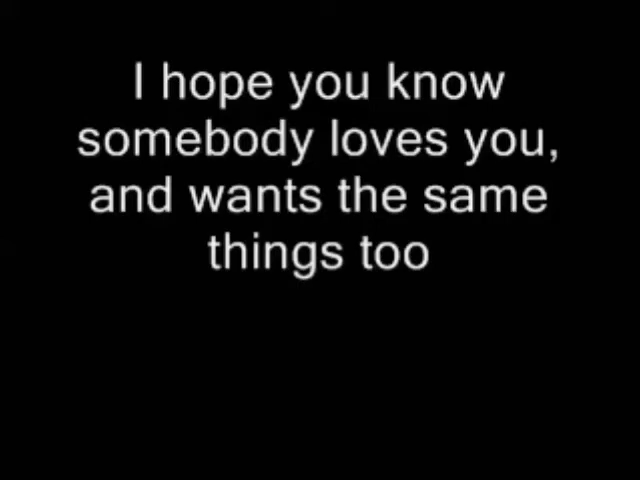 I hope you know
somebody loves you,
and wants the same
things too